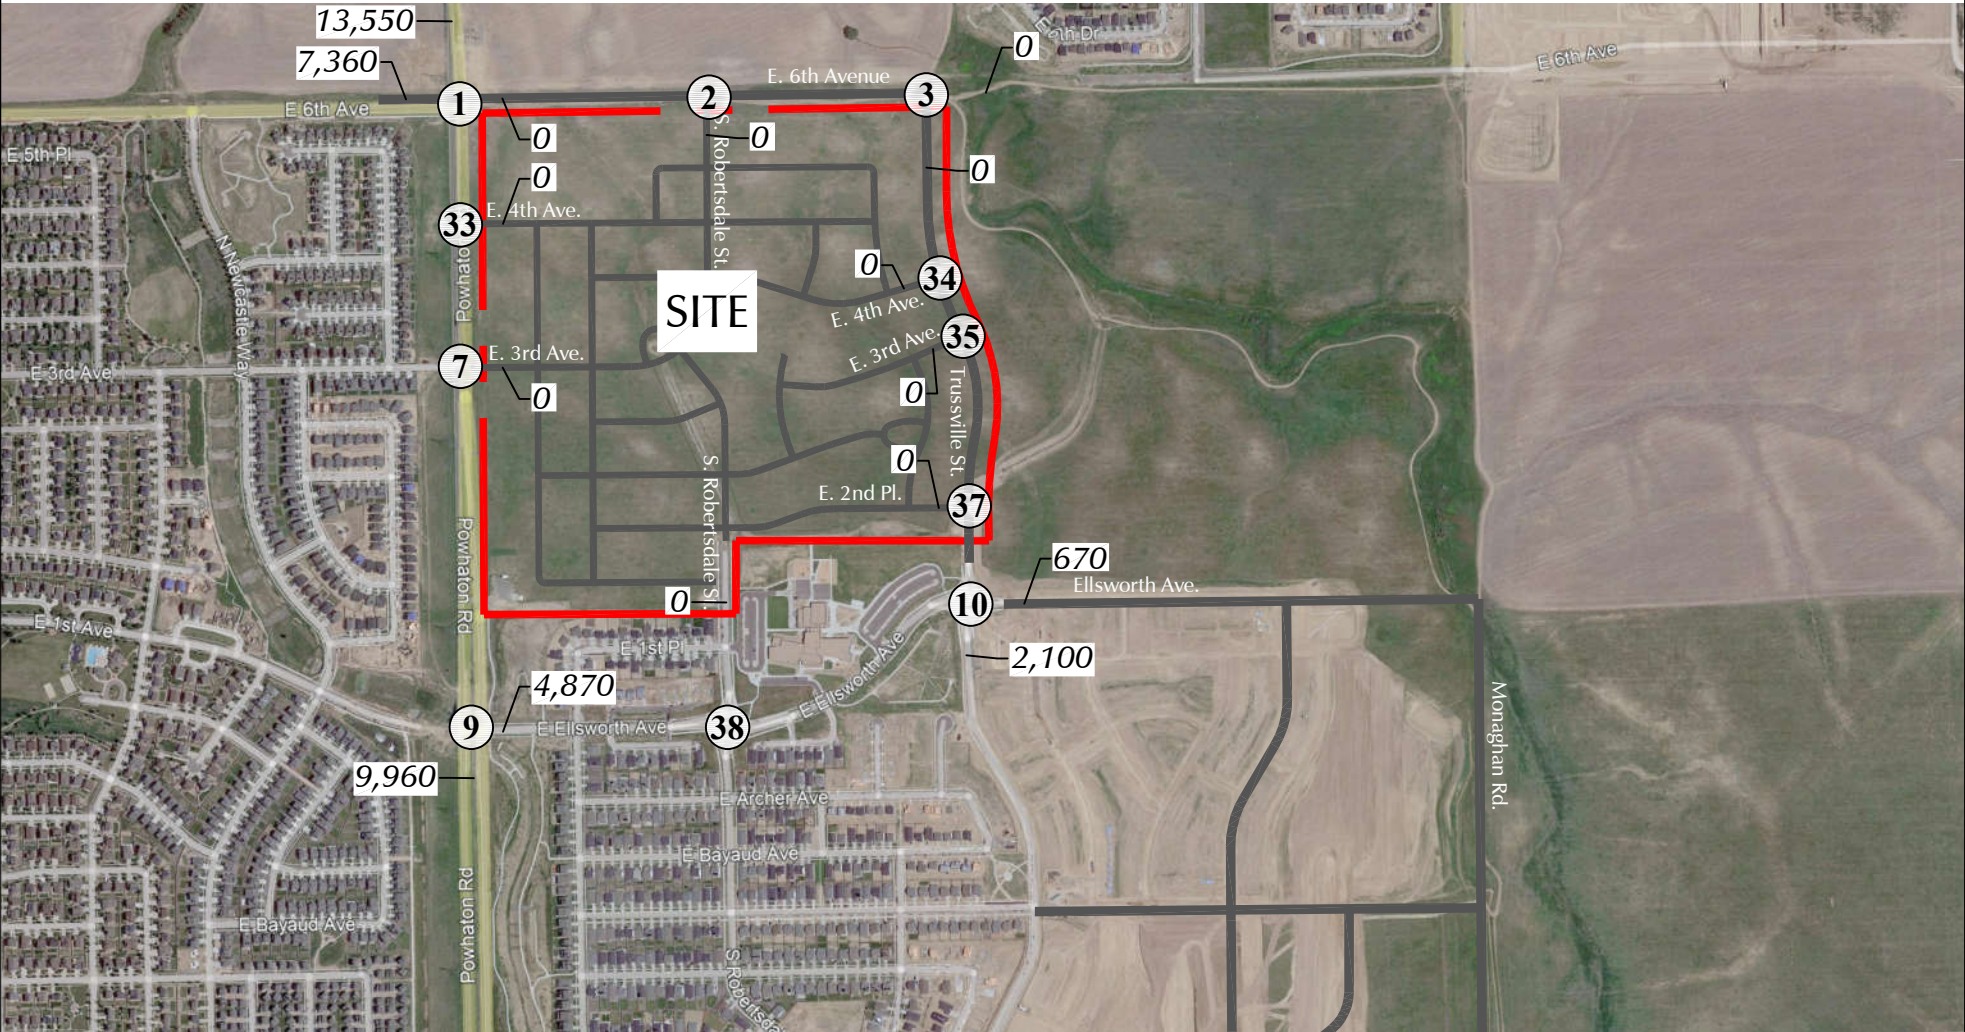 13,550
7,360
E 6th Dr
0
E 6th Ave
E. 6th Avenue
1
2
3
E 6th Ave
0
0
0
E 5th Pl
S. Robertsdale St.
0
E. 4th Ave.
33
N Newcastle Way
Powhato
0
34
SITE
E. 4th Ave.
35
E. 3rd Ave.
E. 3rd Ave.
7
E 3rd Ave
0
0
Trussville St.
0
S. Robertsdale St.
E. 2nd Pl.
37
Powhaton Rd
670
Ellsworth Ave.
0
10
E 1st Ave
E 1st Pl
2,100
4,870
E Ellsworth Ave
9
E Ellsworth Ave
38
Monaghan Rd.
9,960
E Archer Ave
E Bayaud Ave
Powhaton Rd
E Bayaud Ave
S Robertsda